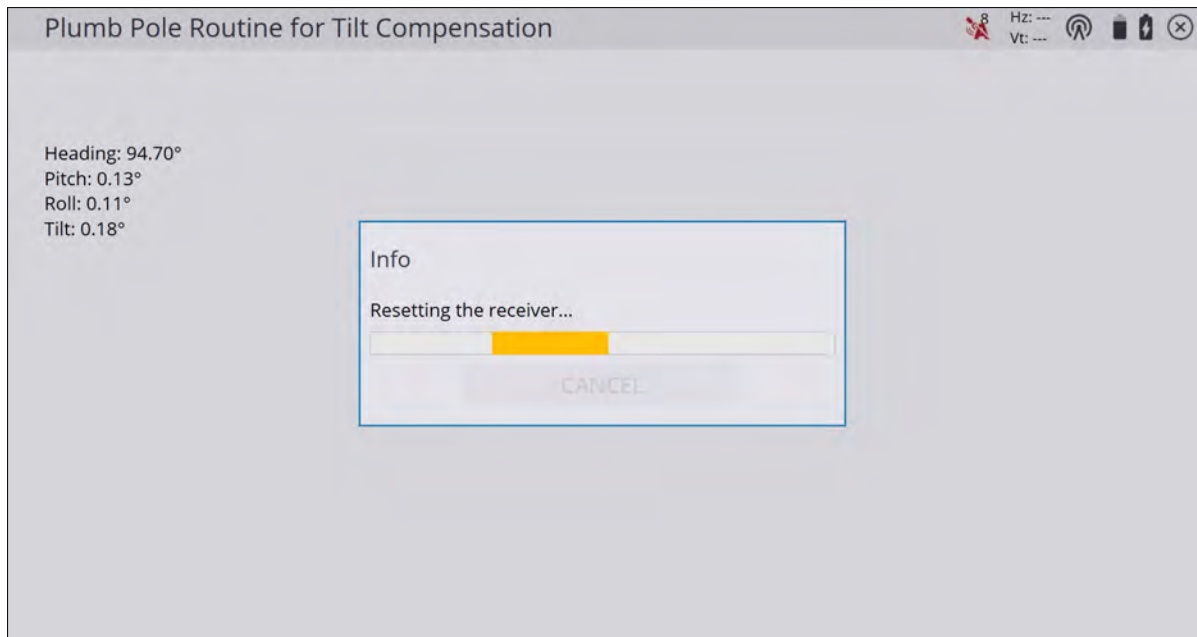 Plumb Pole Routine for Tilt Compensation
8
Hz: ---
Vt: ---
Heading: 94.70°
Pitch: 0.13°
Roll: 0.11°
Tilt: 0.18°
Info
Resetting the receiver...
CANCEL